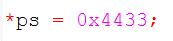 *ps = 0x4433;